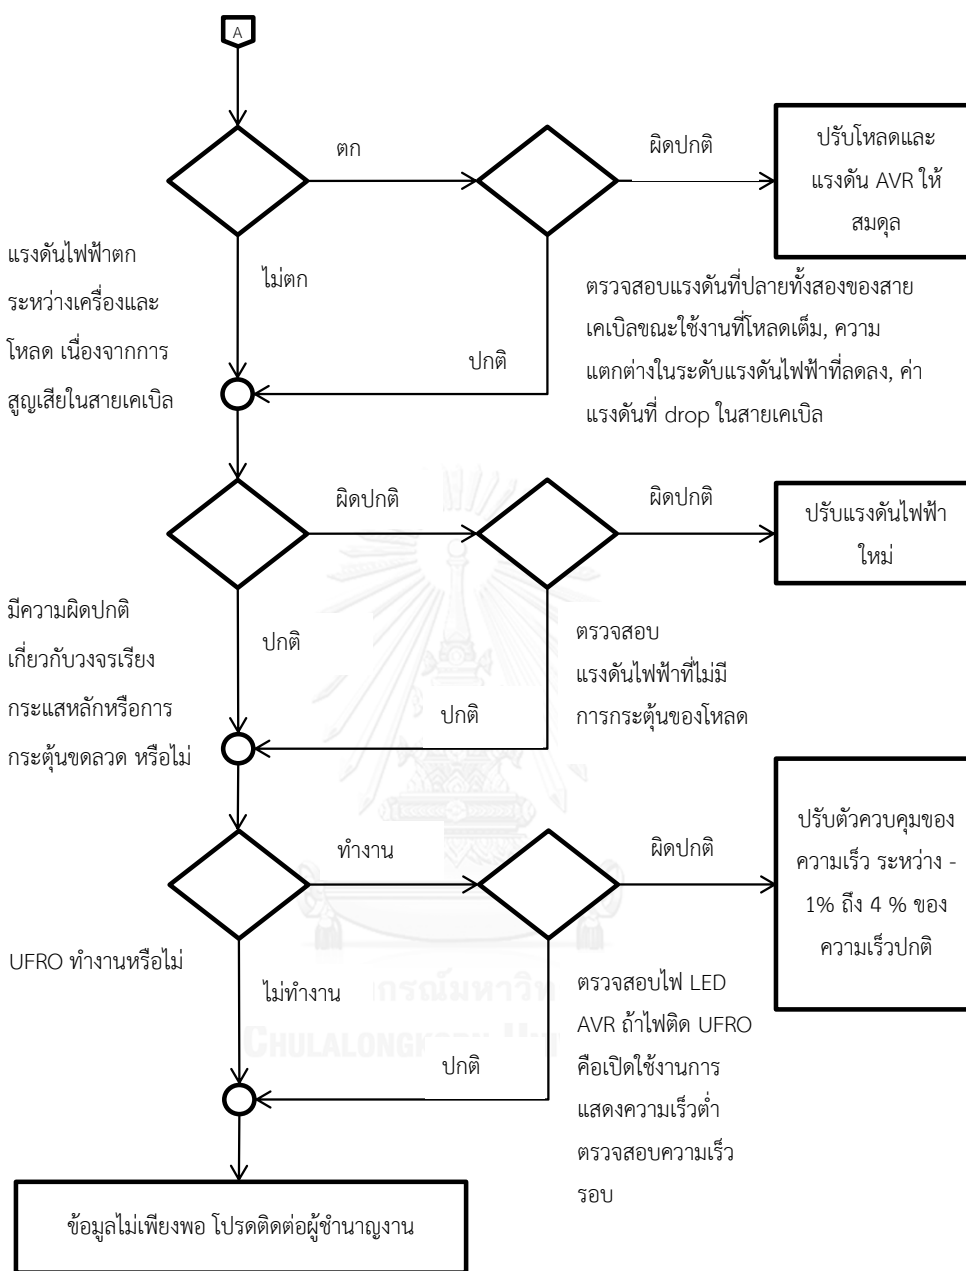 A
ตก
ผิดปกติ
ปรับโหลดและ
แรงดัน AVR ให้
สมดุล
แรงดันไฟฟ้าตก
ระหว่างเครื่องและ
โหลด เนื่องจากการ
สูญเสียในสายเคเบิล
ไม่ตก
ปกติ
ตรวจสอบแรงดันที่ปลายทั้งสองของสาย
เคเบิลขณะใช้งานที่โหลดเต็ม, ความ
แตกต่างในระดับแรงดันไฟฟ้าที่ลดลง, ค่า
แรงดันที่ drop ในสายเคเบิล
ผิดปกติ
ผิดปกติ
ปรับแรงดันไฟฟ้า
ใหม่
มีความผิดปกติ
เกี่ยวกับวงจรเรียง
กระแสหลักหรือการ
กระตุ้นขดลวด หรือไม่
ปกติ
ปกติ
ตรวจสอบ
แรงดันไฟฟ้าที่ไม่มี
การกระตุ้นของโหลด
ทำงาน
ผิดปกติ
ปรับตัวควบคุมของ
ความเร็ว ระหว่าง -
1% ถึง 4 % ของ
ความเร็วปกติ
UFRO ทำงานหรือไม่
ไม่ทำงาน
ปกติ
ตรวจสอบไฟ LED
AVR ถ้าไฟติด UFRO
คือเปิดใช้งานการ
แสดงความเร็วต่ำ
ตรวจสอบความเร็ว
รอบ
ข้อมูลไม่เพียงพอ โปรดติดต่อผู้ชำนาญงาน